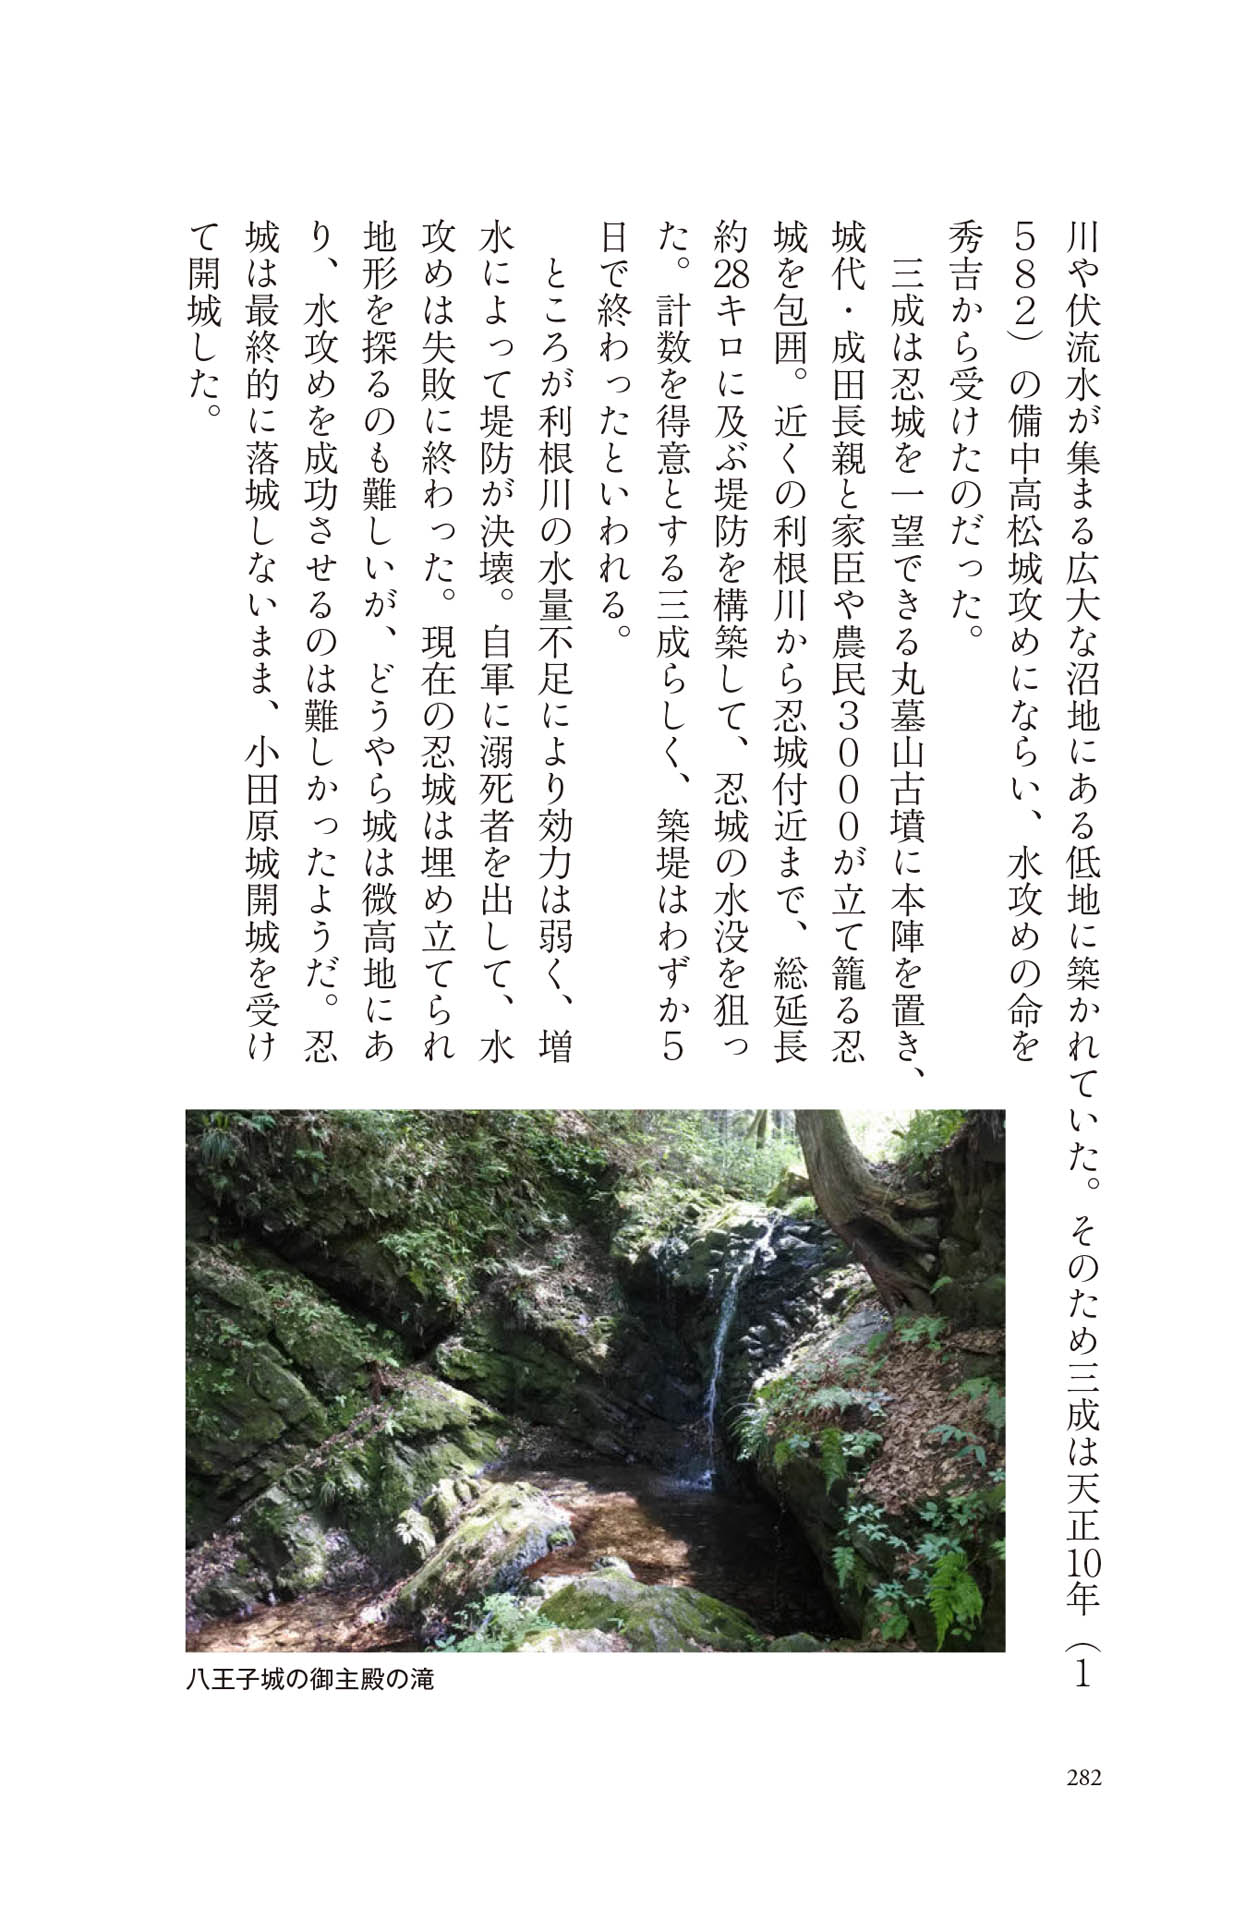 川や伏流水が集まる広大な沼地にある低地に築かれていた。そのため三成は天正10年（１
５８２）の備中高松城攻めにならい、水攻めの命を
秀吉から受けたのだった。
三成は忍城を一望できる丸墓山古墳に本陣を置き、
城代・成田長親と家臣や農民３０００が立て籠る忍
城を包囲。近くの利根川から忍城付近まで、総延長
約28キロに及ぶ堤防を構築して、忍城の水没を狙っ
た。計数を得意とする三成らしく、築堤はわずか５
日で終わったといわれる。
ところが利根川の水量不足により効力は弱く、増
水によって堤防が決壊。自軍に溺死者を出して、水
攻めは失敗に終わった。現在の忍城は埋め立てられ
地形を探るのも難しいが、どうやら城は微高地にあ
り、水攻めを成功させるのは難しかったようだ。忍
城は最終的に落城しないまま、小田原城開城を受け
て開城した。
八王子城の御主殿の滝
282